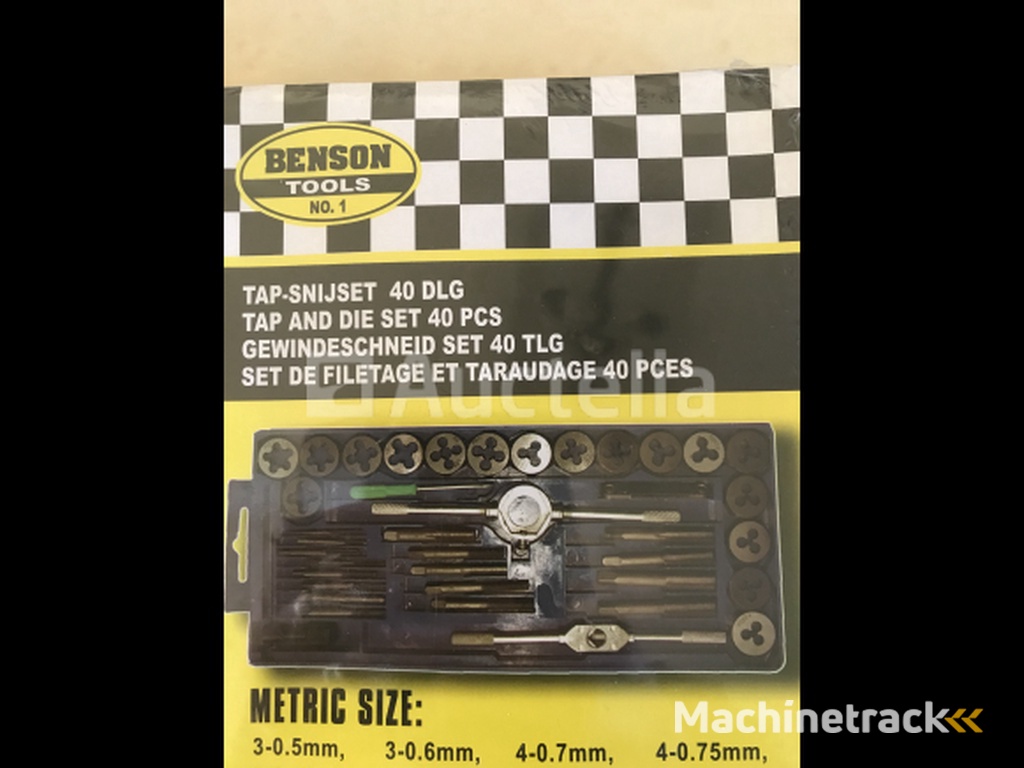 BENSON
TOOLS
NO. 1
TAP-SNIJSET 40 DLG
TAP AND DIE SET 40 PCS
GEWINDESCHNEID SET 40 TLG
SET DE FILETAGE ET TARAUDAGE 40 PCES
Auctelia
METRIC SIZE:
3-0.5mm, 3-0.6mm, 4-0.7mm, 4-0.75mm,
Machinetrack